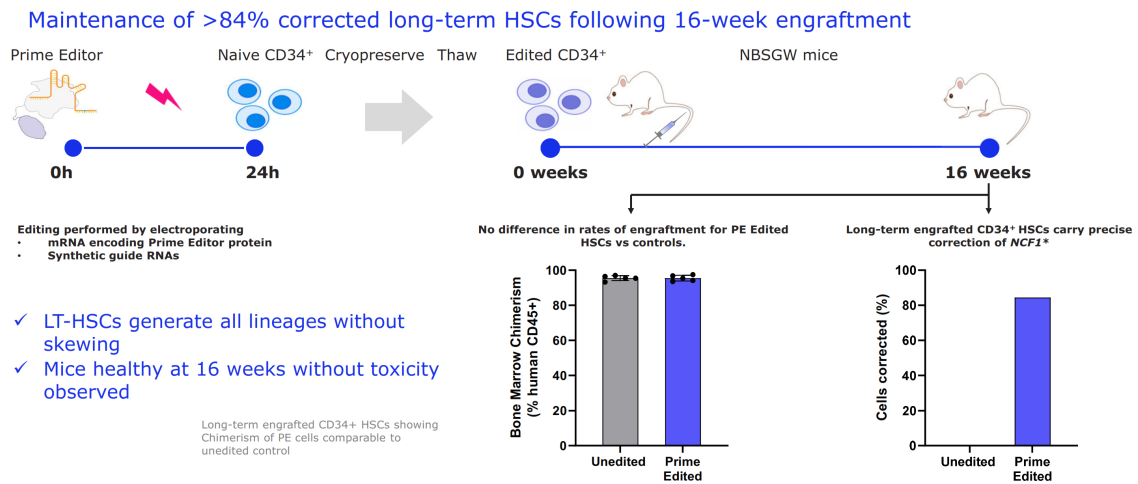 Maintenance of >84% corrected long-term HSCs following 16-week engraftment
Prime Editor
Naive CD34⁺
Cryopreserve
Thaw
Edited CD34⁺
NBSGW mice
0h
24h
0 weeks
16 weeks
Editing performed by electroporating
• mRNA encoding Prime Editor protein
• Synthetic guide RNAs
✓ LT-HSCs generate all lineages without
skewing
✓ Mice healthy at 16 weeks without toxicity
observed
Long-term engrafted CD34+ HSCs showing
Chimerism of PE cells comparable to
unedited control
No difference in rates of engraftment for PE Edited
HSCs vs controls.
Bone Marrow Chimerism
(% human CD45+)
100
80
60
40
20
0
Unedited
Prime
Edited
Long-term engrafted CD34⁺ HSCs carry precise
correction of NCF1*
Cells corrected (%)
100
80
60
40
20
0
Unedited
Prime
Edited